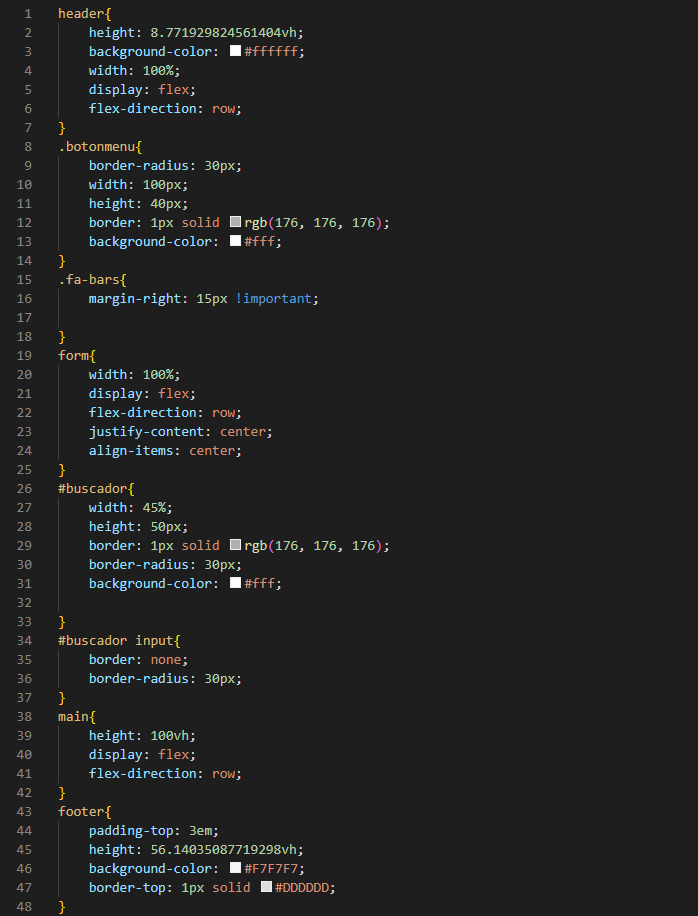 1 header{
2 height: 8.771929824561404vh;
3 background-color: #ffffff;
4 width: 100%;
5 display: flex;
6 flex-direction: row;
7 }
8 .botonmenu{
9 border-radius: 30px;
10 width: 100px;
11 height: 40px;
12 border: 1px solid rgb(176, 176, 176);
13 background-color: #fff;
14 }
15 .fa-bars{
16 margin-right: 15px !important;
17
18 }
19 form{
20 width: 100%;
21 display: flex;
22 flex-direction: row;
23 justify-content: center;
24 align-items: center;
25 }
26 #buscador{
27 width: 45%;
28 height: 50px;
29 border: 1px solid rgb(176, 176, 176);
30 border-radius: 30px;
31 background-color: #fff;
32
33 }
34 #buscador input{
35 border: none;
36 border-radius: 30px;
37 }
38 main{
39 height: 100vh;
40 display: flex;
41 flex-direction: row;
42 }
43 footer{
44 padding-top: 3em;
45 height: 56.14035087719298vh;
46 background-color: #F7F7F7;
47 border-top: 1px solid #DDDDDD;
48 }